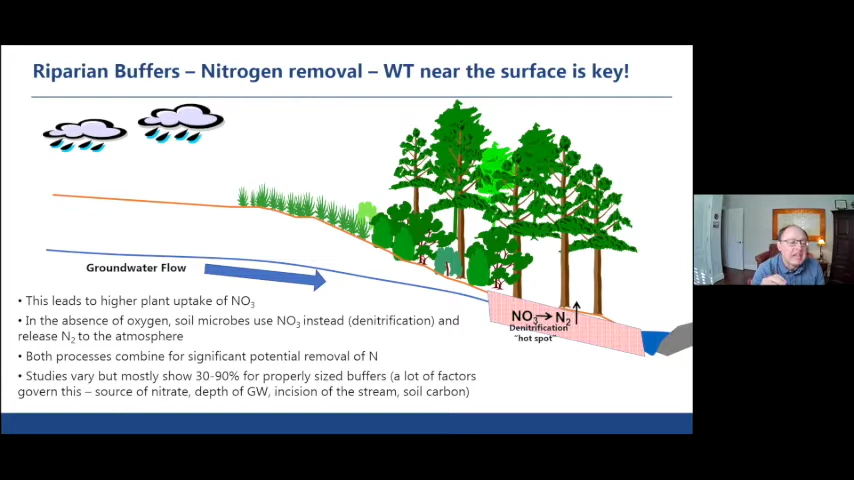 Riparian Buffers – Nitrogen removal – WT near the surface is key!
Groundwater Flow
• This leads to higher plant uptake of NO3
• In the absence of oxygen, soil microbes use NO3 instead (denitrification) and
release N2 to the atmosphere
• Both processes combine for significant potential removal of N
• Studies vary but mostly show 30-90% for properly sized buffers (a lot of factors
govern this – source of nitrate, depth of GW, incision of the stream, soil carbon)
NO3→N2
Denitrification
"hot spot"